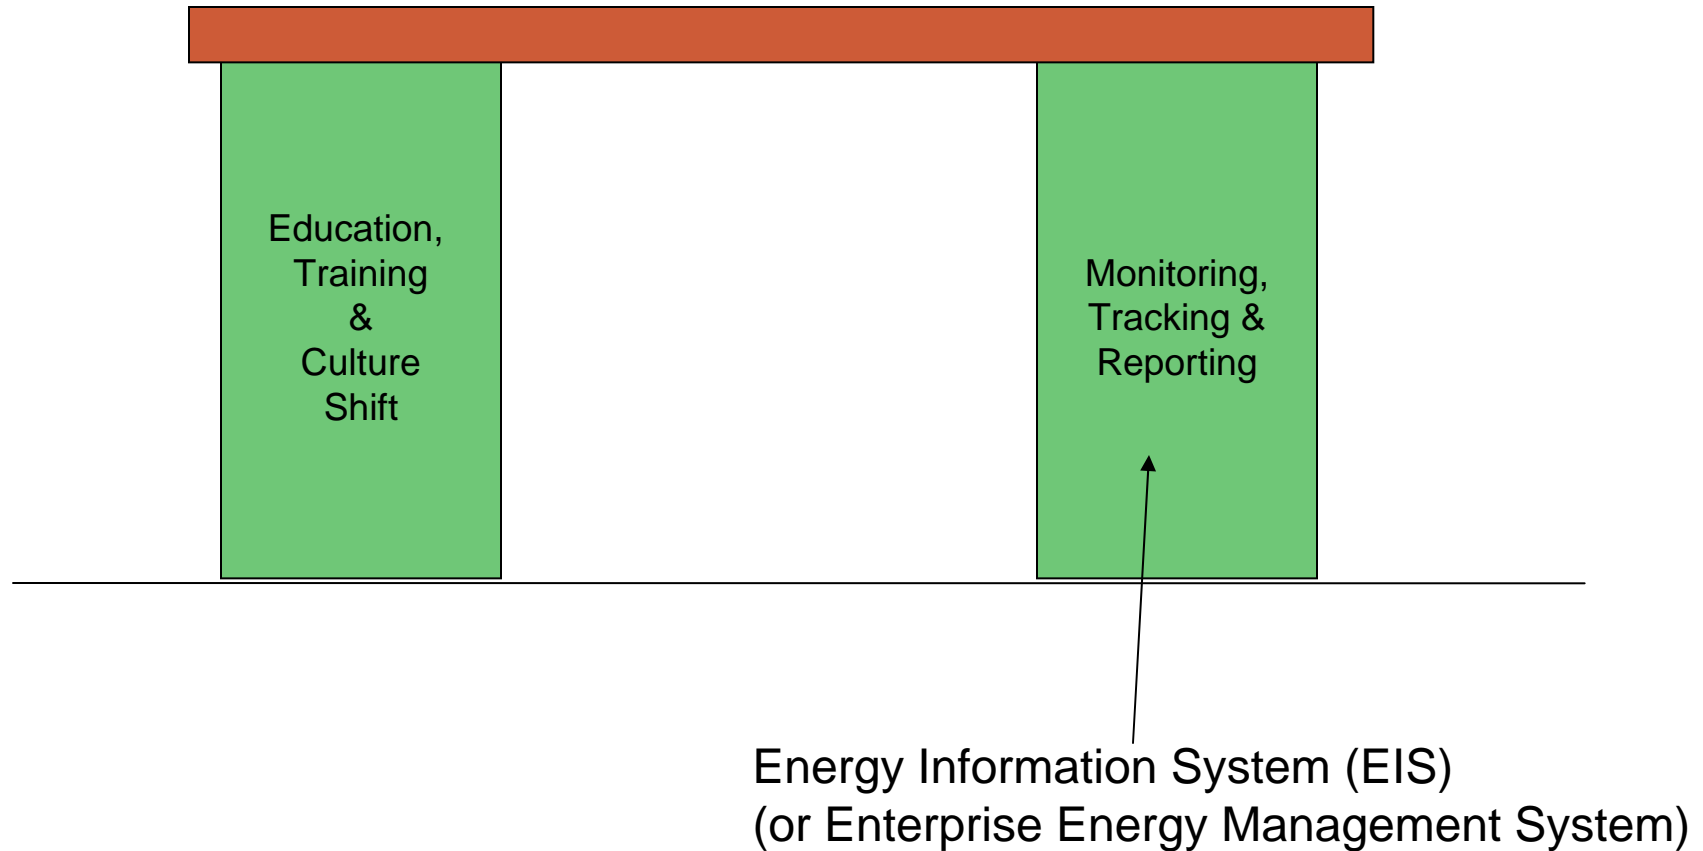 Education,
Training
&
Culture
Shift
Monitoring,
Tracking &
Reporting
Energy Information System (EIS)
(or Enterprise Energy Management System)